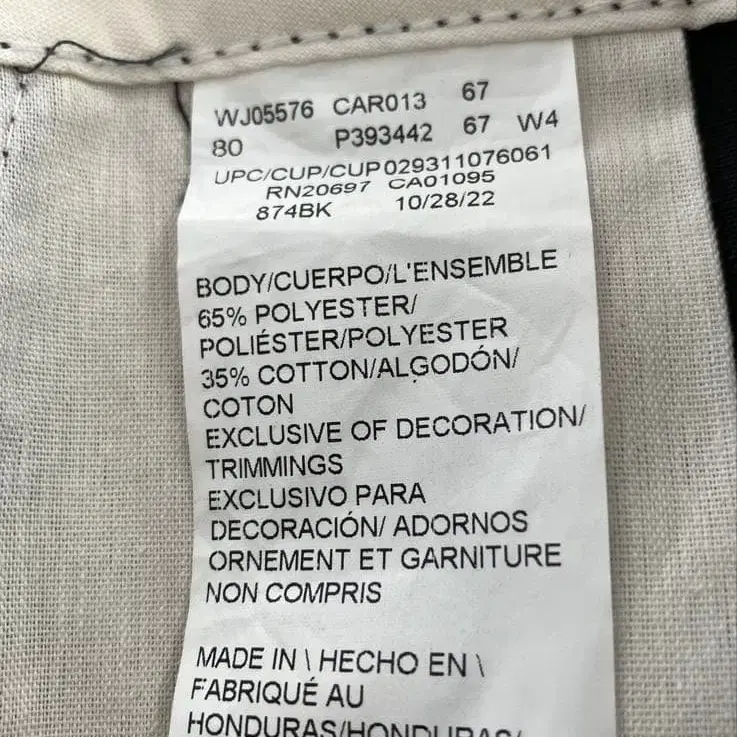 WJ05576 CAR013 67
80 P393442 67 W4
UPC/CUP/CUP029311076061
RN20697 CA01095
874BK 10/28/22
BODY/CUERPO/L'ENSEMBLE
65% POLYESTER/
POLIÉSTER/POLYESTER
35% COTTON/ALGODÓN/
COTON
EXCLUSIVE OF DECORATION/
TRIMMINGS
EXCLUSIVO PARA
DECORACIÓN/ ADORNOS
ORNEMENT ET GARNITURE
NON COMPRIS
MADE IN \ HECHO EN \
FABRIQUÉ AU
HONDURAS/HONDURAS/